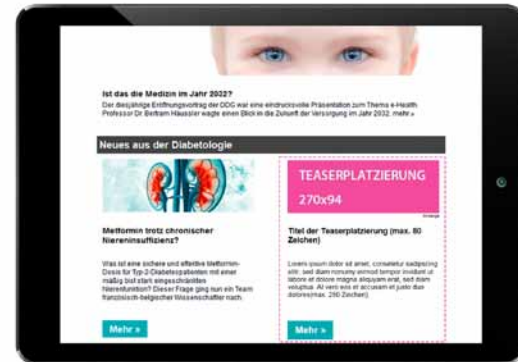 Ist das die Medizin im Jahr 2032?
Der diesjährige Eröffnungsvortrag der DDG war eine eindrucksvolle Präsentation zum Thema e-Health.
Professor Dr. Bertram Häussler wagte einen Blick in die Zukunft der Versorgung im Jahr 2032. mehr »
Neues aus der Diabetologie
Metformin trotz chronischer
Niereninsuffizienz?
Was ist eine sichere und effektive Metformin-
Dosis für Typ-2-Diabetespatienten mit einer
mäßig bis stark eingeschränkten
Nierenfunktion? Dieser Frage ging nun ein Team
französisch-belgischer Wissenschaftler nach.
Mehr »
TEASERPLATZIERUNG
270x94
Anzeige
Titel der Teaserplatzierung (max. 80
Zeichen)
Lorem ipsum dolor sit amet, consetetur sadipscing
elitr, sed diam nonumy eirmod tempor invidunt ut
labore et dolore magna aliquyam erat, sed diam
voluptua. At vero eos et accusam et justo duo
dolores(max. 250 Zeichen).
Mehr »